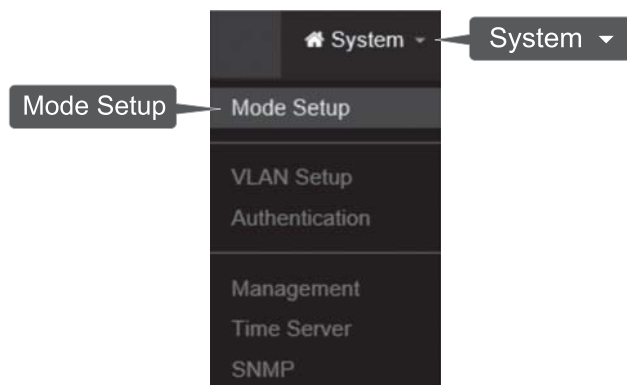 System
System
Mode Setup
Mode Setup
VLAN Setup
Authentication
Management
Time Server
SNMP